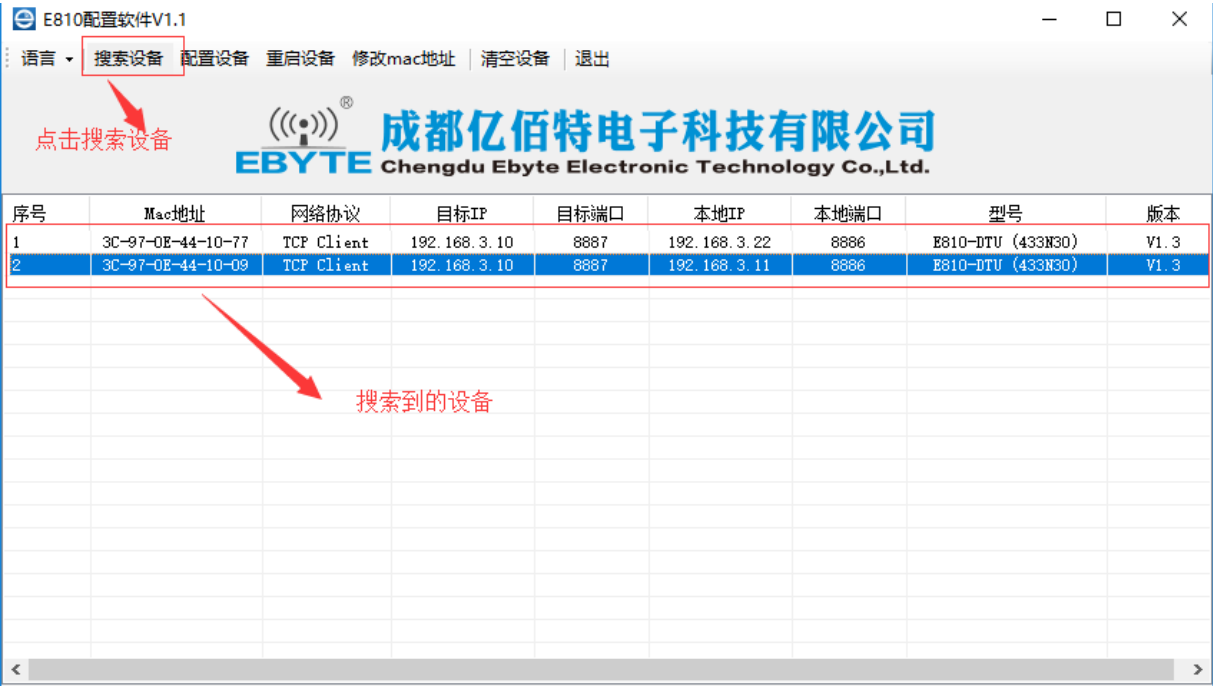 E810配置软件V1.1
语言 搜索设备 配置设备 重启设备 修改mac地址 清空设备 退出
点击搜索设备
®
成都亿佰特电子科技有限公司
EBYTE Chengdu Ebyte Electronic Technology Co.,Ltd.
序号 Mac地址 网络协议 目标IP 目标端口 本地IP 本地端口 型号 版本
1 3C-97-0E-44-10-77 TCP Client 192.168.3.10 8887 192.168.3.22 8886 E810-DTU (433N30) V1.3
2 3C-97-0E-44-10-09 TCP Client 192.168.3.10 8887 192.168.3.11 8886 E810-DTU (433N30) V1.3
搜索到的设备